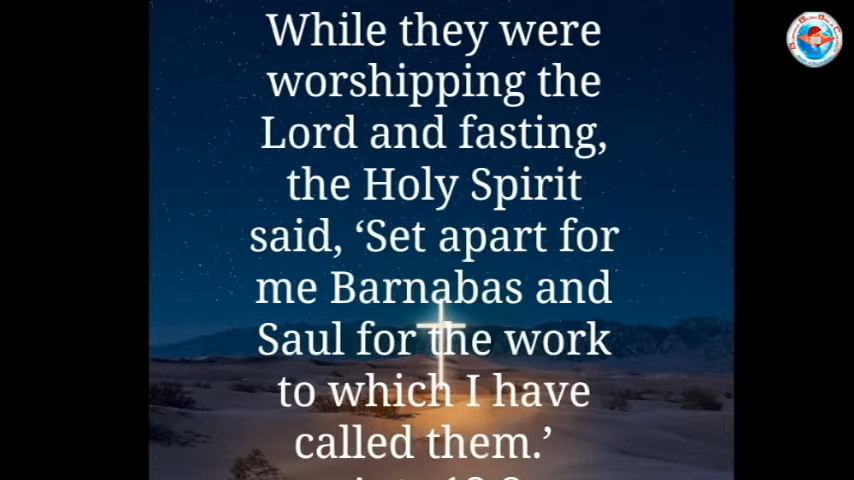 While they were
worshipping the
Lord and fasting,
the Holy Spirit
said, ‘Set apart for
me Barnabas and
Saul for the work
to which I have
called them.’